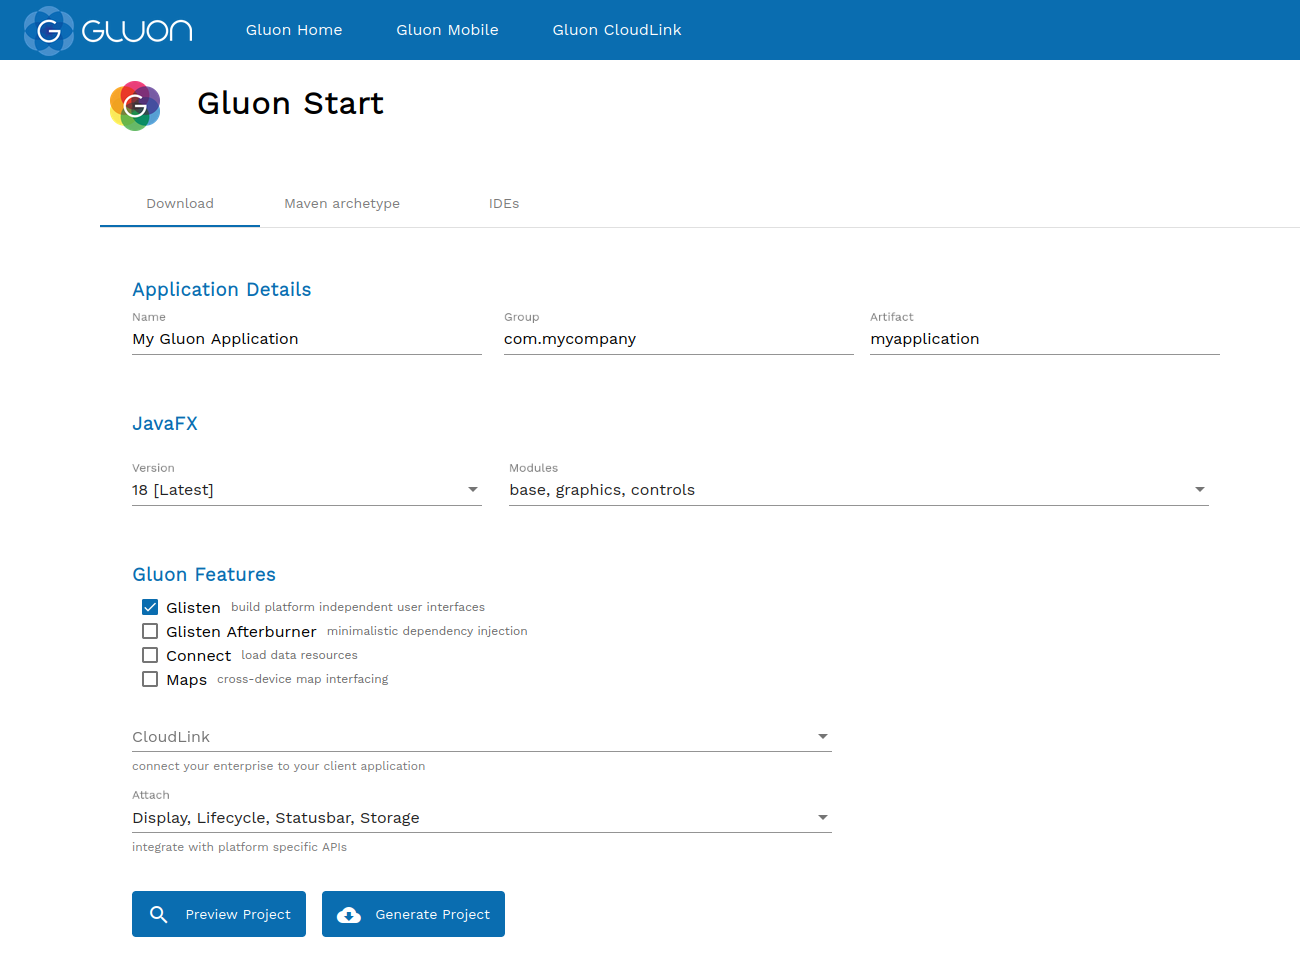 GLUON Gluon Home Gluon Mobile Gluon CloudLink
Gluon Start
Download Maven archetype IDEs
Application Details
Name Group Artifact
My Gluon Application com.mycompany myapplication
JavaFX
Version Modules
18 [Latest] base, graphics, controls
Gluon Features
Glisten build platform independent user interfaces
Glisten Afterburner minimalistic dependency injection
Connect load data resources
Maps cross-device map interfacing
CloudLink
connect your enterprise to your client application
Attach
Display, Lifecycle, Statusbar, Storage
integrate with platform specific APIs
Preview Project Generate Project